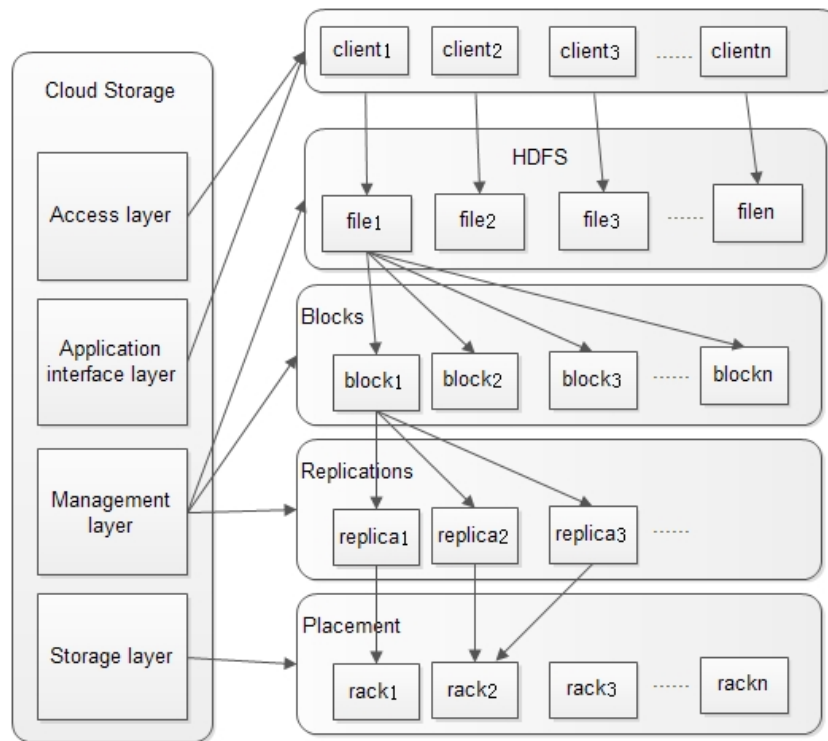 Cloud Storage
Access layer
Application
interface layer
Management
layer
Storage layer
client1 client2 client3 ...... clientn
HDFS
file1 file2 file3 ...... filen
Blocks
block1 block2 block3 ...... blockn
Replications
replica1 replica2 replica3 ......
Placement
rack1 rack2 rack3 ...... rackn